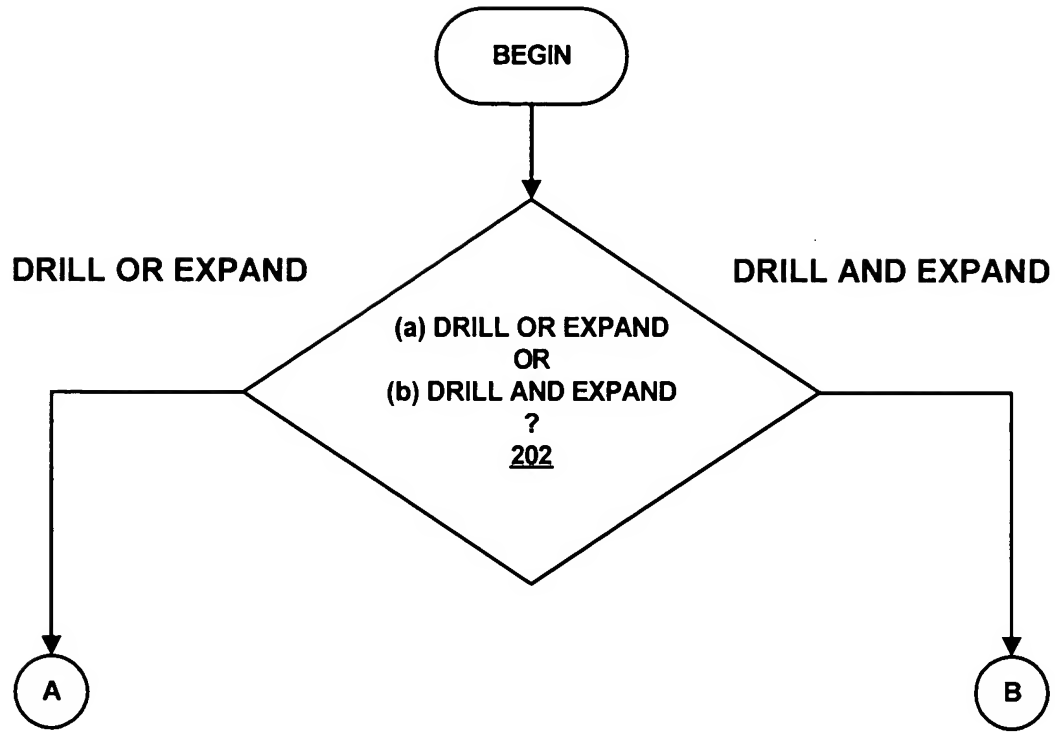 BEGIN
DRILL OR EXPAND
DRILL AND EXPAND
(a) DRILL OR EXPAND
OR
(b) DRILL AND EXPAND
?
202
A
B